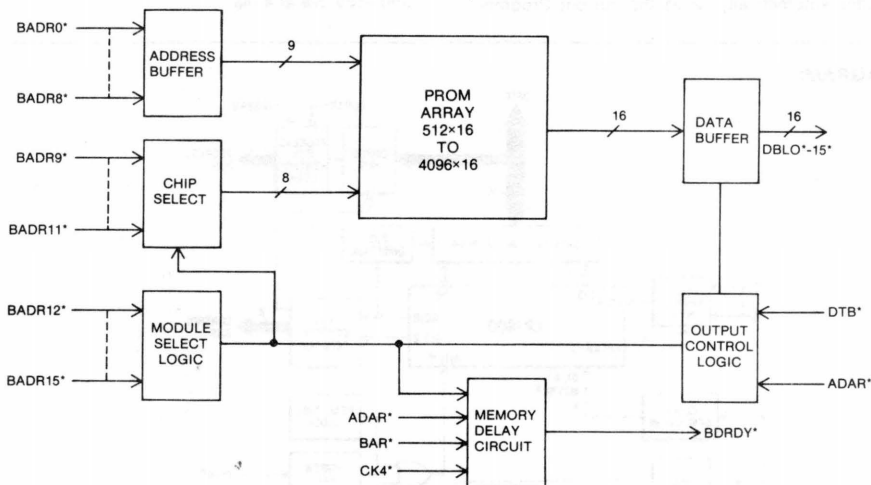 BADR0*
ADDRESS
BUFFER
BADR8*
9
PROM
ARRAY
512×16
TO
4096×16
16
DATA
BUFFER
16
DBLO*-15*
BADR9*
CHIP
SELECT
BADR11*
8
BADR12*
MODULE
SELECT
LOGIC
BADR15*
OUTPUT
CONTROL
LOGIC
DTB*
ADAR*
ADAR*
BAR*
CK4*
MEMORY
DELAY
CIRCUIT
BDRDY*